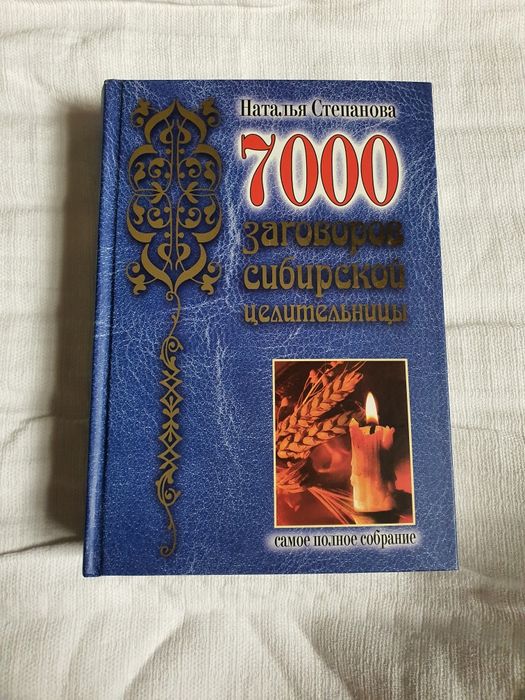 Наталья Степанова
7000
заговоров
сибирской
целительницы
самое полное собрание